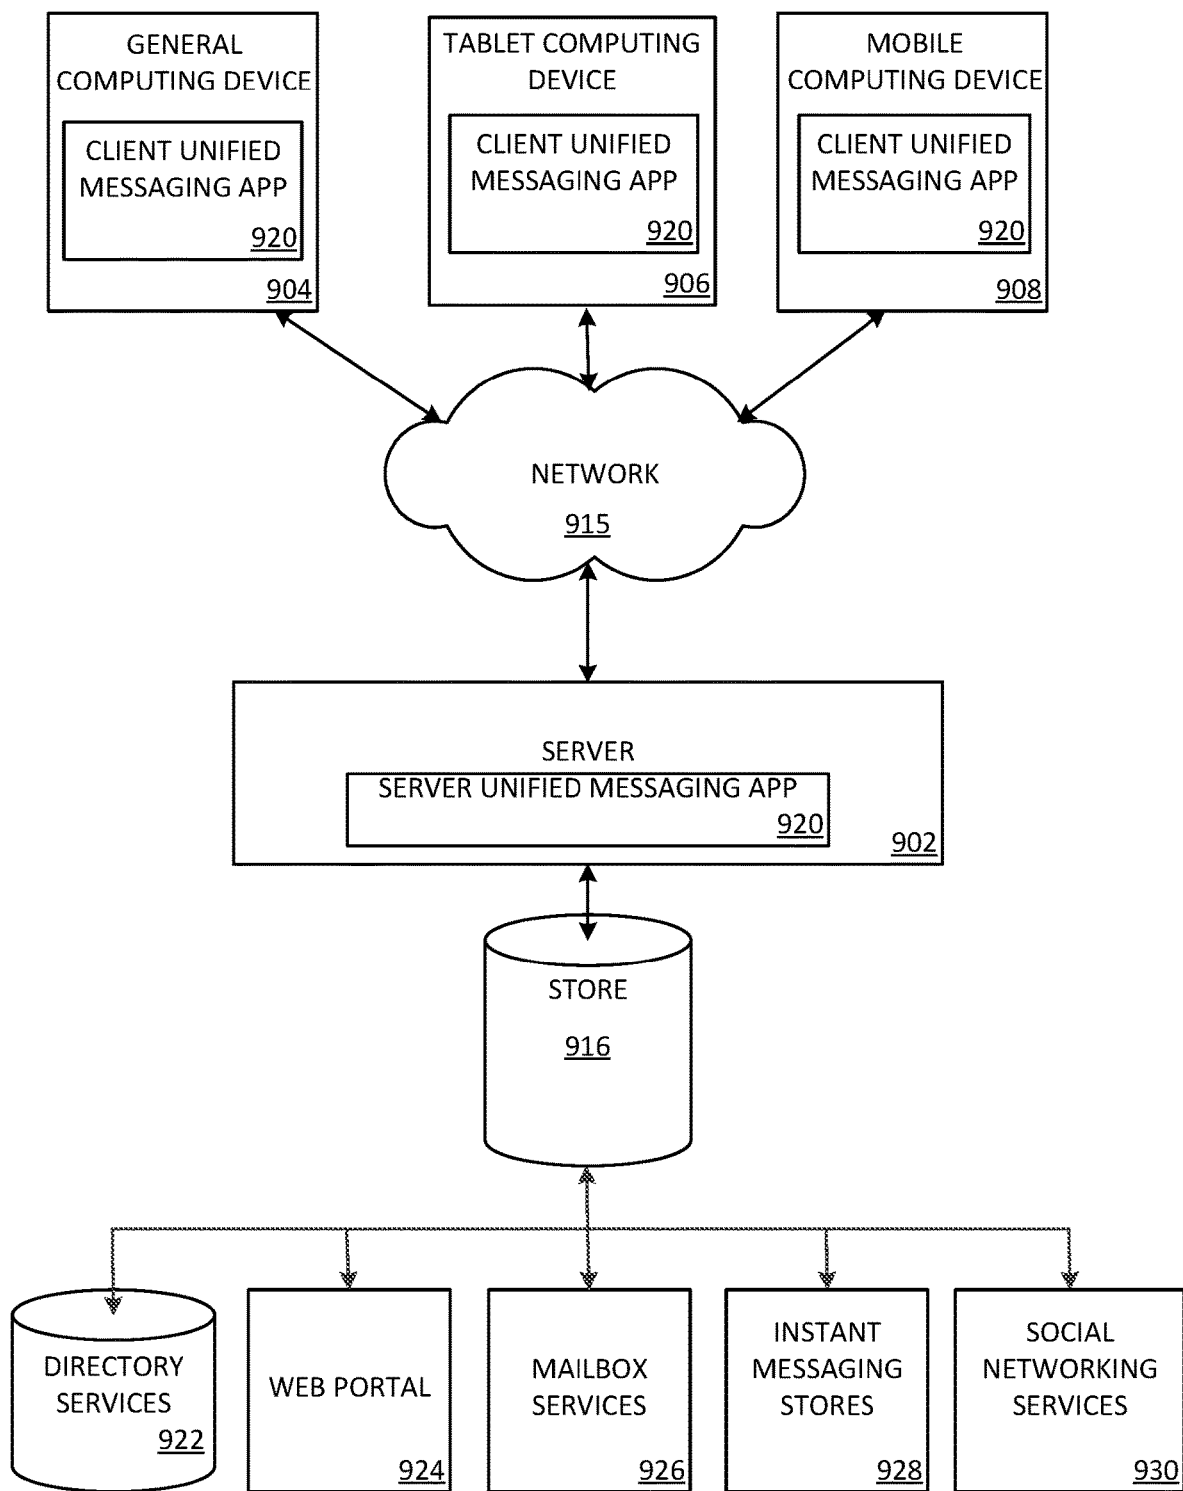 GENERAL
COMPUTING DEVICE
CLIENT UNIFIED
MESSAGING APP
920
904
TABLET COMPUTING
DEVICE
CLIENT UNIFIED
MESSAGING APP
920
906
MOBILE
COMPUTING DEVICE
CLIENT UNIFIED
MESSAGING APP
920
908
NETWORK
915
SERVER
SERVER UNIFIED MESSAGING APP
920
902
STORE
916
DIRECTORY
SERVICES
922
WEB PORTAL
924
MAILBOX
SERVICES
926
INSTANT
MESSAGING
STORES
928
SOCIAL
NETWORKING
SERVICES
930